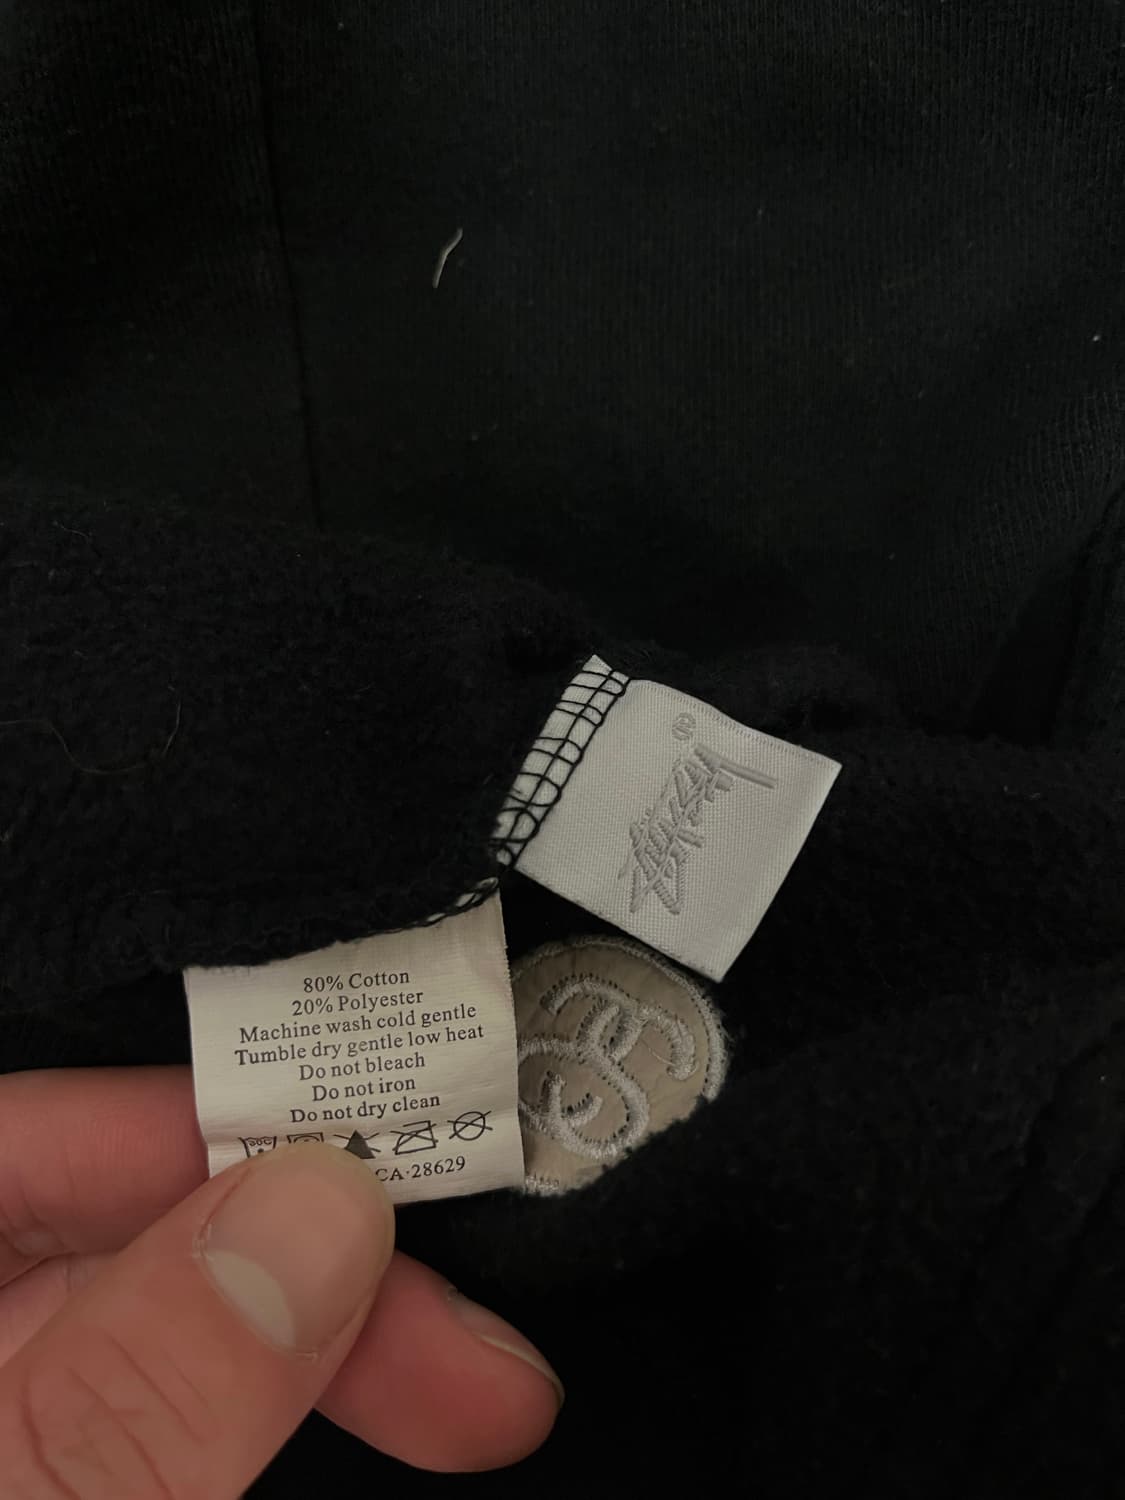 ®
80% Cotton
20% Polyester
Machine wash cold gentle
Tumble dry gentle low heat
Do not bleach
Do not iron
Do not dry clean
CA-28629